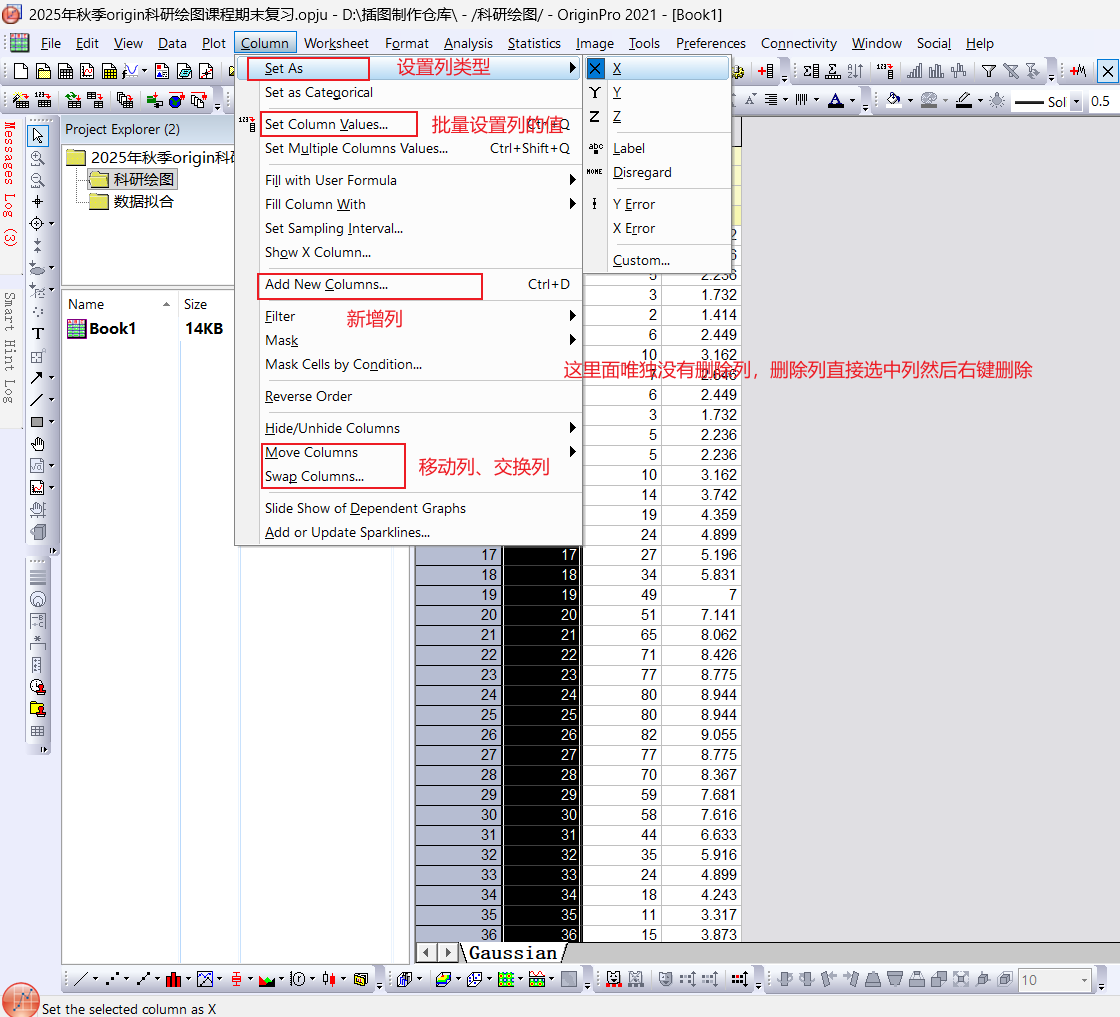 2025年秋季origin科研绘图课程期末复习.opju - D:\插图制作仓库\ - /科研绘图/ - OriginPro 2021 - [Book1]
File Edit View Data Plot Column Worksheet Format Analysis Statistics Image Tools Preferences Connectivity Window Social Help
Set As 设置列类型 X
Set as Categorical Y
Set Column Values... 批量设置列的值 Z
Set Multiple Columns Values... Ctrl+Shift+Q Label
Disregard
Fill with User Formula
Fill Column With Y Error
Set Sampling Interval... X Error
Show X Column...
Custom...
Add New Columns... Ctrl+D
新增列
Filter
Mask
Mask Cells by Condition...
这里面唯独没有删除列，删除列直接选中列然后右键删除
Reverse Order
Hide/Unhide Columns
Move Columns
移动列、交换列
Swap Columns...
Slide Show of Dependent Graphs
Add or Update Sparklines...
Sol 0.5
Messages Log (3)
Smart Hint Log
Project Explorer (2)
2025年秋季origin科
科研绘图
数据拟合
Name Size
Book1 14KB
5 2.236
3 1.732
2 1.414
6 2.449
10 3.162
7 2.646
6 2.449
3 1.732
5 2.236
5 2.236
10 3.162
14 3.742
19 4.359
24 4.899
17 17 27 5.196
18 18 34 5.831
19 19 49 7
20 20 51 7.141
21 21 65 8.062
22 22 71 8.426
23 23 77 8.775
24 24 80 8.944
25 25 80 8.944
26 26 82 9.055
27 27 77 8.775
28 28 70 8.367
29 29 59 7.681
30 30 58 7.616
31 31 44 6.633
32 32 35 5.916
33 33 24 4.899
34 34 18 4.243
35 35 11 3.317
36 36 15 3.873
Gaussian
10
Set the selected column as X